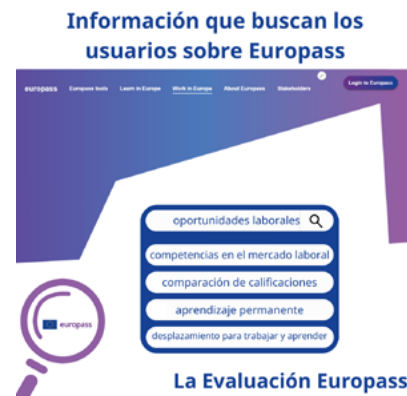 Información que buscan los
usuarios sobre Europass
europass Europass tools Learn in Europe Work in Europe About Europass Stakeholders Login to Europass
oportunidades laborales
competencias en el mercado laboral
comparación de calificaciones
aprendizaje permanente
desplazamiento para trabajar y aprender
europass
La Evaluación Europass